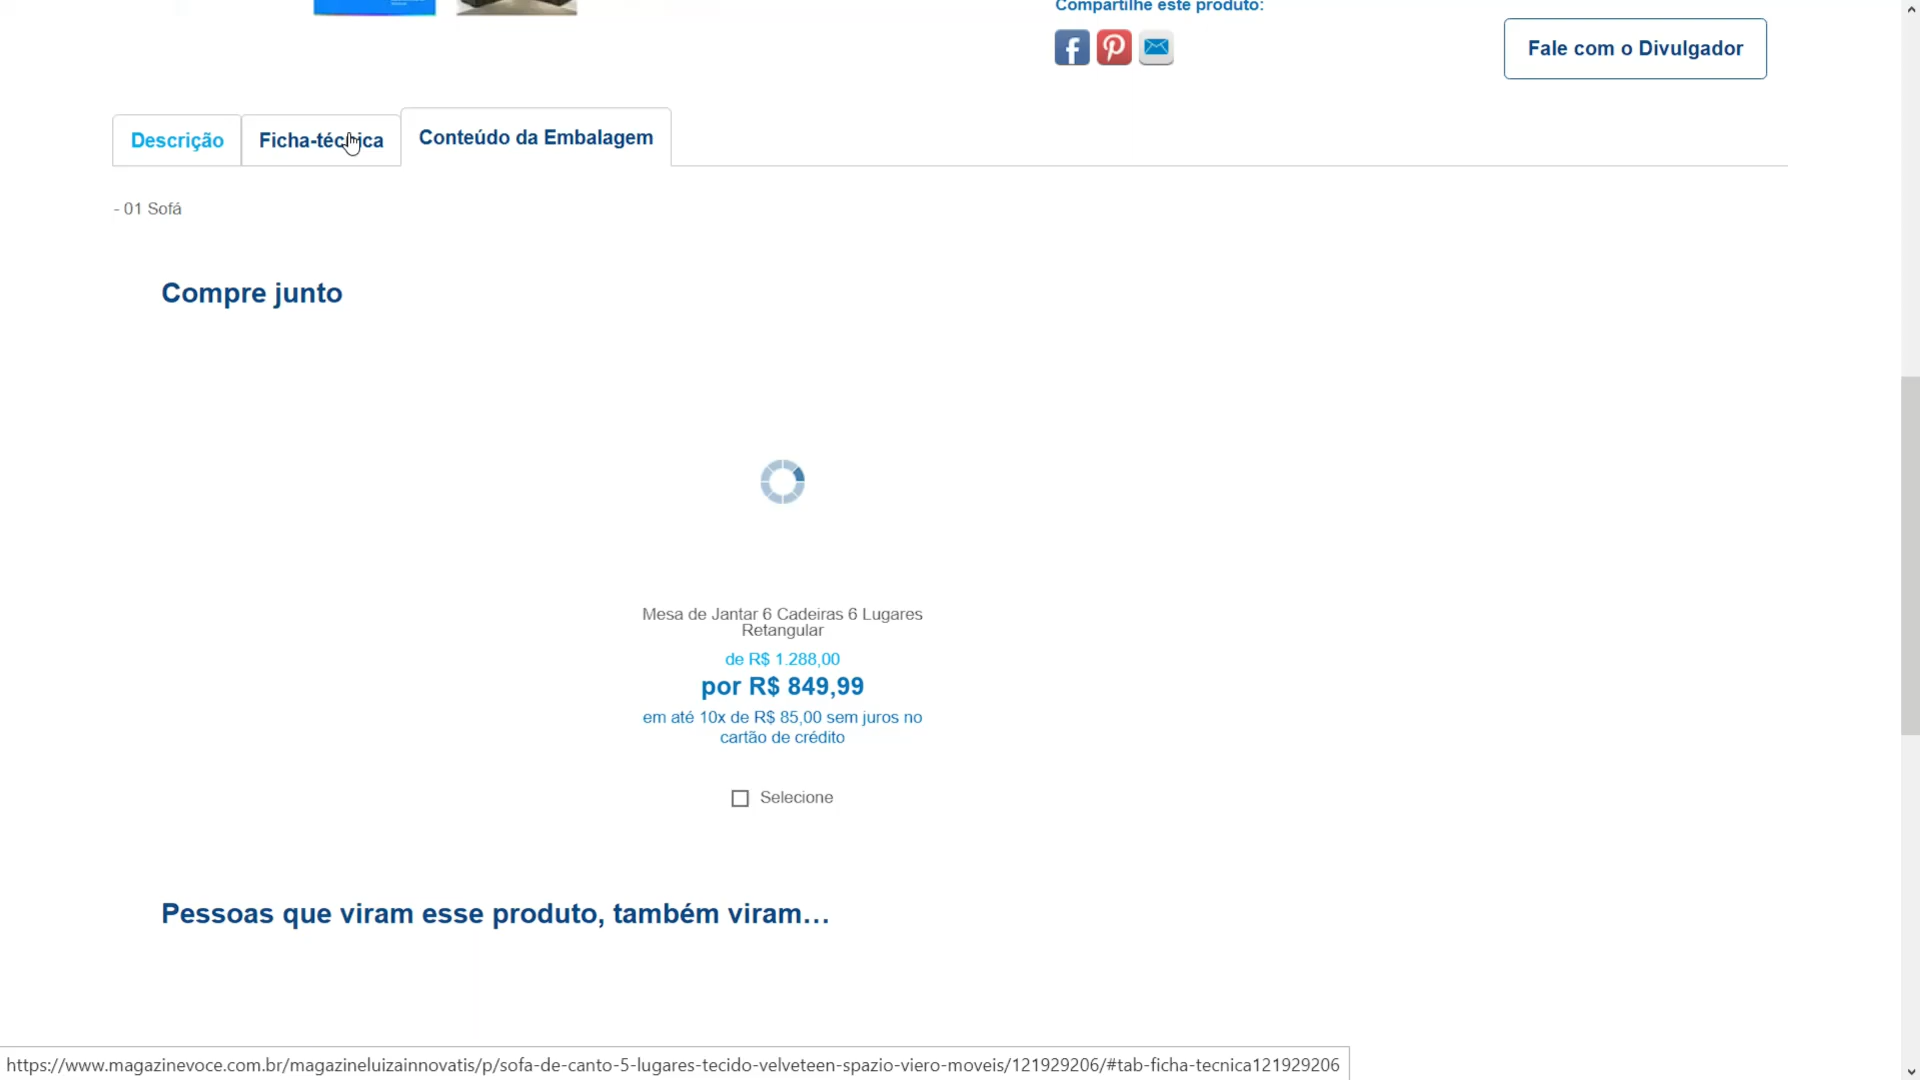 Compartilhe este produto:
Fale com o Divulgador
Descrição
Ficha-técnica
Conteúdo da Embalagem
- 01 Sofá
Compre junto
Mesa de Jantar 6 Cadeiras 6 Lugares
Retangular
de R$ 1.288,00
por R$ 849,99
em até 10x de R$ 85,00 sem juros no
cartão de crédito
Selecione
Pessoas que viram esse produto, também viram...
https://www.magazinevoce.com.br/magazineluizainnovatis/p/sofa-de-canto-5-lugares-tecido-velveteen-spazio-viero-moveis/121929206/#tab-ficha-tecnica121929206